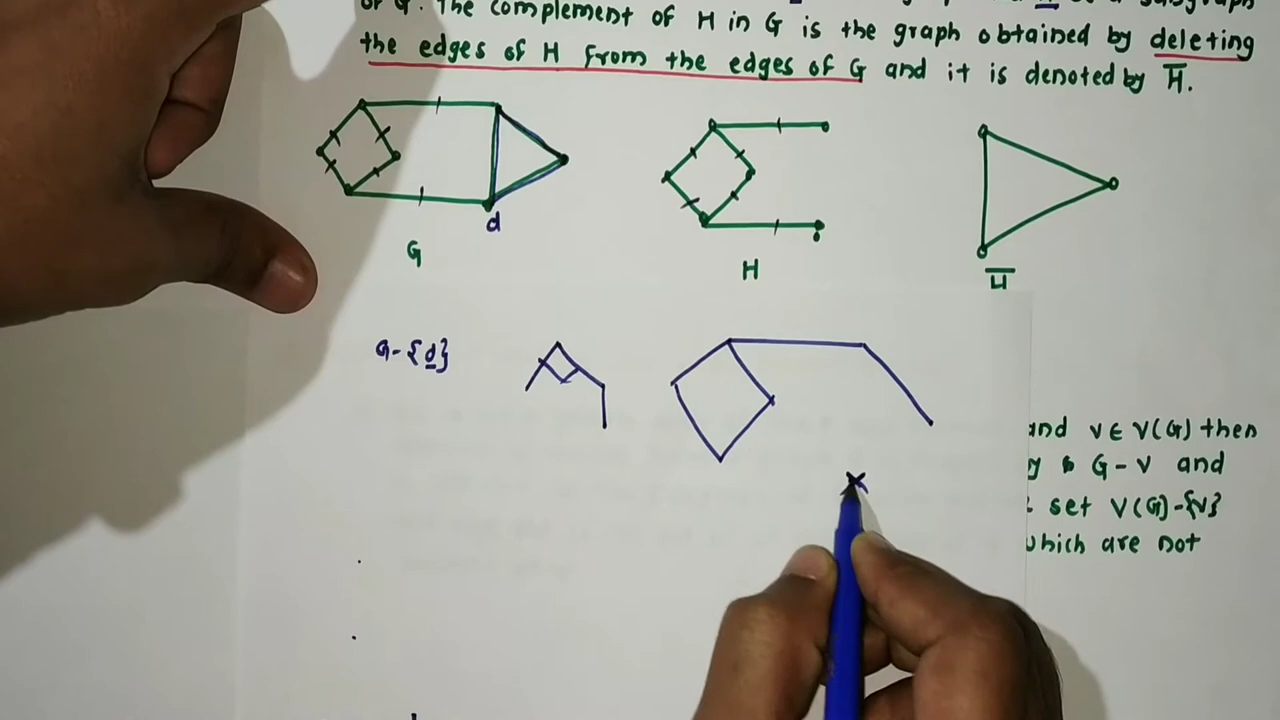 of G. The complement of H in G is the graph obtained by deleting
the edges of H from the edges of G and it is denoted by H̅.
d
G
H
H̅
G-{d}
and v ∈ V(G) then
G-v and
set V(G)-{v}
which are not